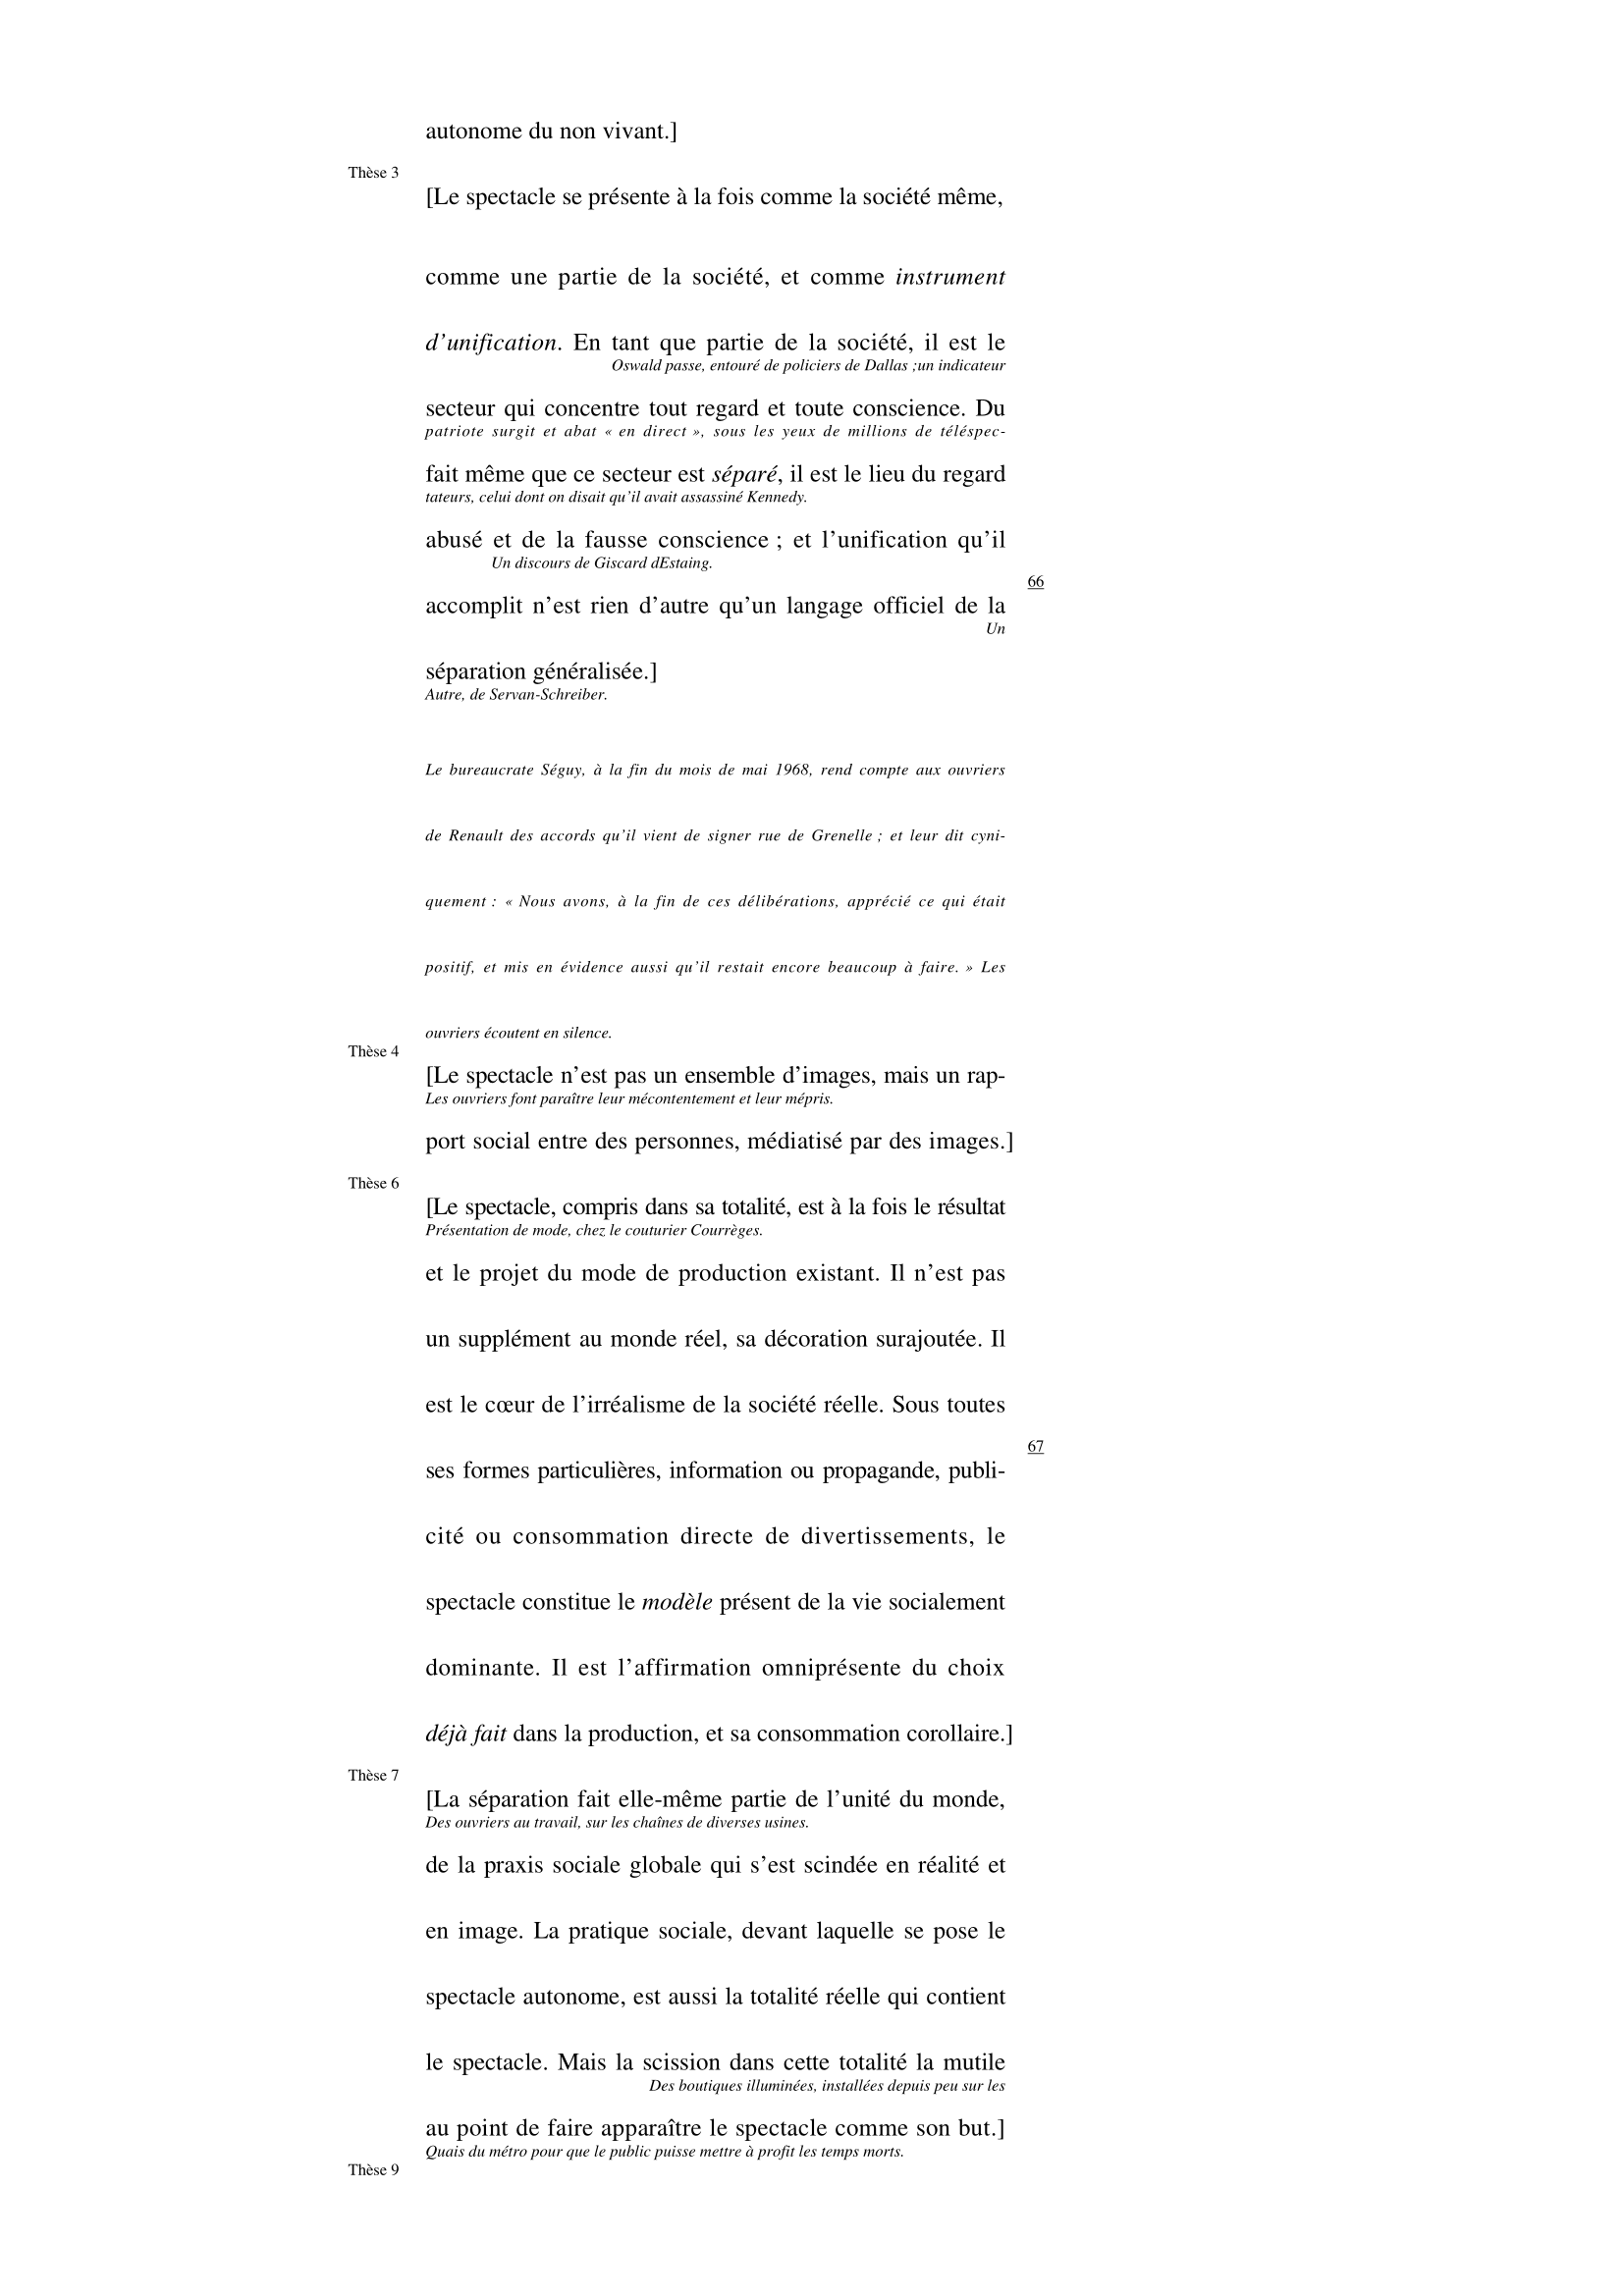 autonome du non vivant.]
Thèse 3
[Le spectacle se présente à la fois comme la société même,
comme une partie de la société, et comme instrument
d’unification. En tant que partie de la société, il est le
Oswald passe, entouré de policiers de Dallas ;un indicateur
secteur qui concentre tout regard et toute conscience. Du
patriote surgit et abat « en direct », sous les yeux de millions de téléspec-
fait même que ce secteur est séparé, il est le lieu du regard
tateurs, celui dont on disait qu’il avait assassiné Kennedy.
abusé et de la fausse conscience ; et l’unification qu’il
Un discours de Giscard dEstaing.
66
accomplit n’est rien d’autre qu’un langage officiel de la
Un
séparation généralisée.]
Autre, de Servan-Schreiber.
Le bureaucrate Séguy, à la fin du mois de mai 1968, rend compte aux ouvriers
de Renault des accords qu’il vient de signer rue de Grenelle ; et leur dit cyni-
quement : « Nous avons, à la fin de ces délibérations, apprécié ce qui était
positif, et mis en évidence aussi qu’il restait encore beaucoup à faire. » Les
ouvriers écoutent en silence.
Thèse 4
[Le spectacle n’est pas un ensemble d’images, mais un rap-
Les ouvriers font paraître leur mécontentement et leur mépris.
port social entre des personnes, médiatisé par des images.]
Thèse 6
[Le spectacle, compris dans sa totalité, est à la fois le résultat
Présentation de mode, chez le couturier Courrèges.
et le projet du mode de production existant. Il n’est pas
un supplément au monde réel, sa décoration surajoutée. Il
est le cœur de l’irréalisme de la société réelle. Sous toutes
67
ses formes particulières, information ou propagande, publi-
cité ou consommation directe de divertissements, le
spectacle constitue le modèle présent de la vie socialement
dominante. Il est l’affirmation omniprésente du choix
déjà fait dans la production, et sa consommation corollaire.]
Thèse 7
[La séparation fait elle-même partie de l’unité du monde,
Des ouvriers au travail, sur les chaînes de diverses usines.
de la praxis sociale globale qui s’est scindée en réalité et
en image. La pratique sociale, devant laquelle se pose le
spectacle autonome, est aussi la totalité réelle qui contient
le spectacle. Mais la scission dans cette totalité la mutile
Des boutiques illuminées, installées depuis peu sur les
au point de faire apparaître le spectacle comme son but.]
Quais du métro pour que le public puisse mettre à profit les temps morts.
Thèse 9